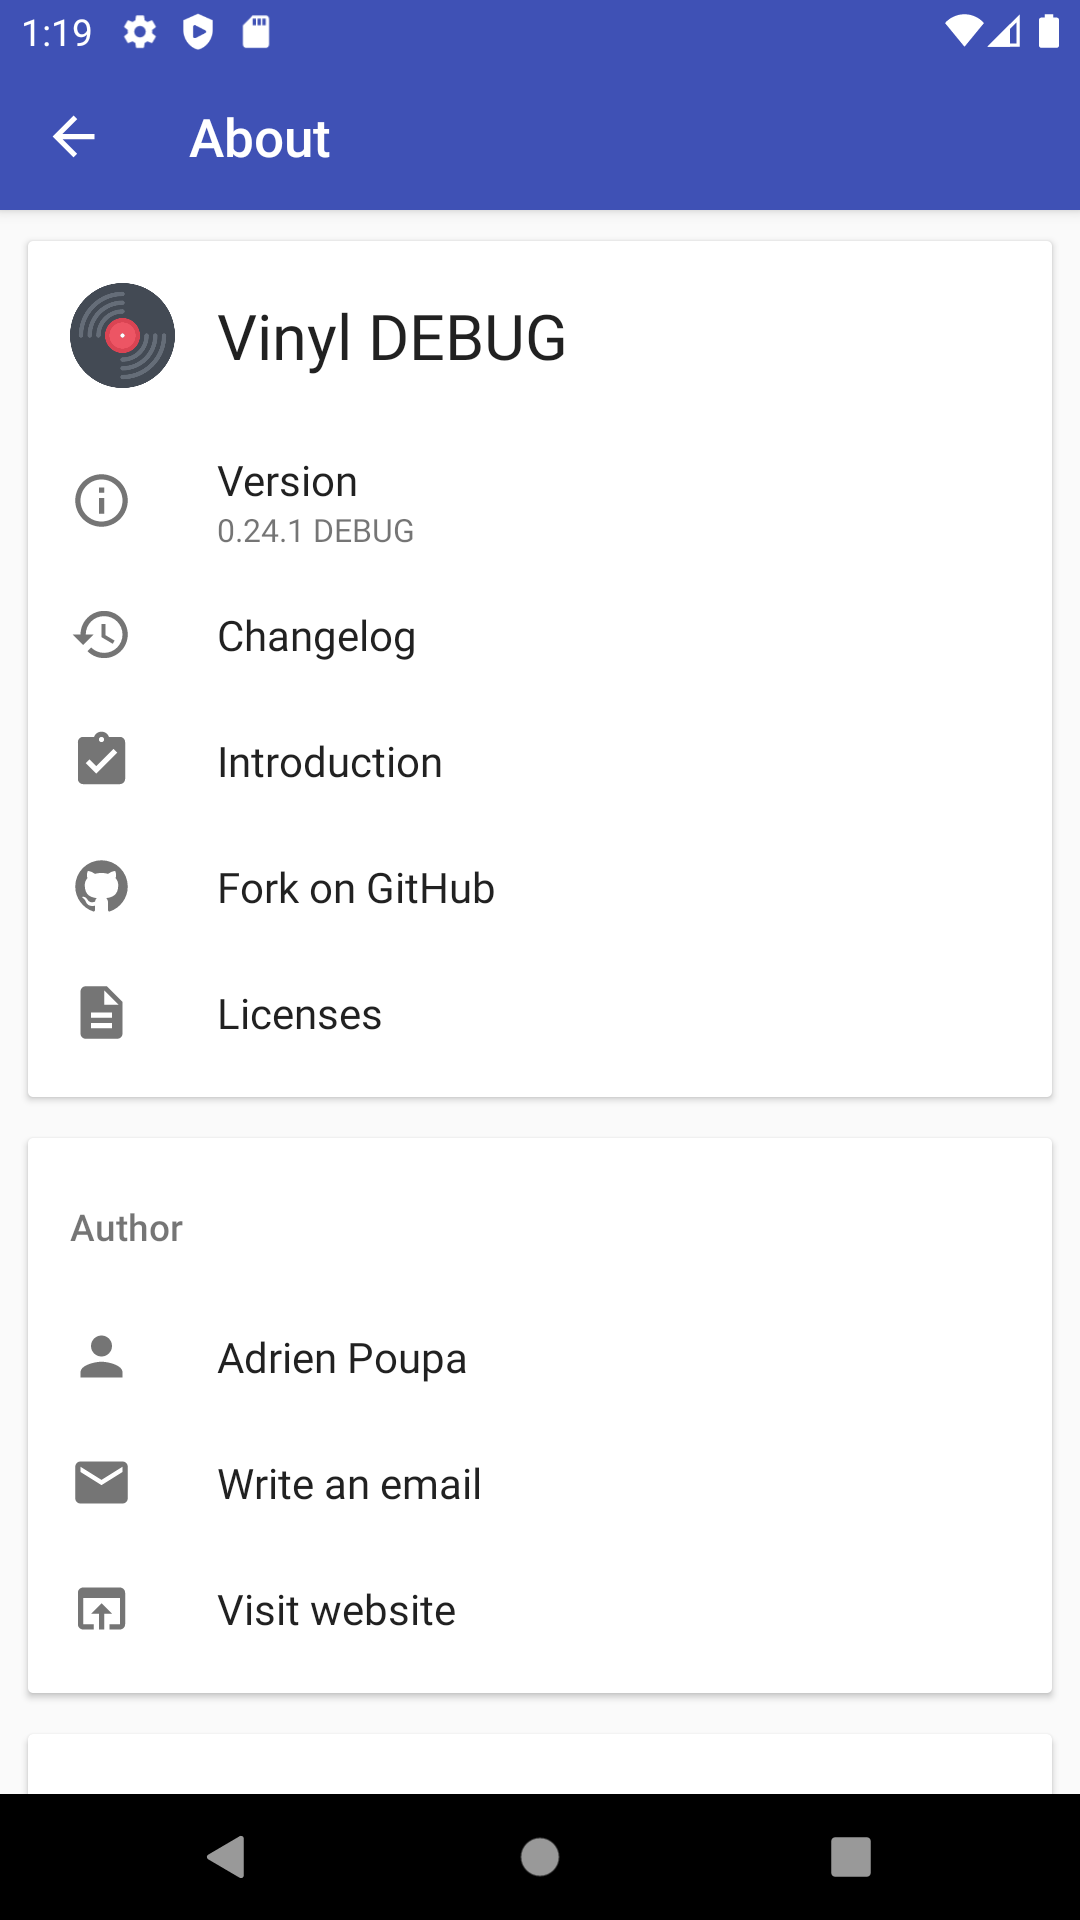 1:19
About
Vinyl DEBUG
Version
0.24.1 DEBUG
Changelog
Introduction
Fork on GitHub
Licenses
Author
Adrien Poupa
Write an email
Visit website